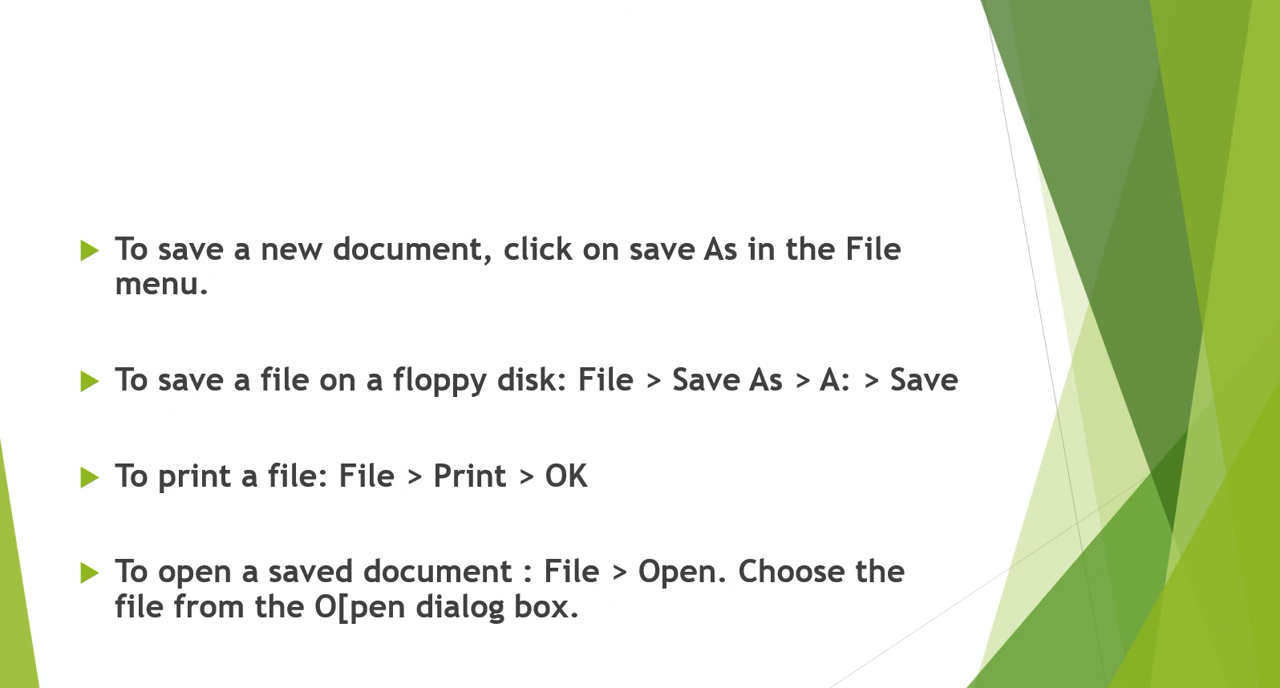 To save a new document, click on save As in the File
menu.
To save a file on a floppy disk: File > Save As > A: > Save
To print a file: File > Print > OK
To open a saved document : File > Open. Choose the
file from the O[pen dialog box.